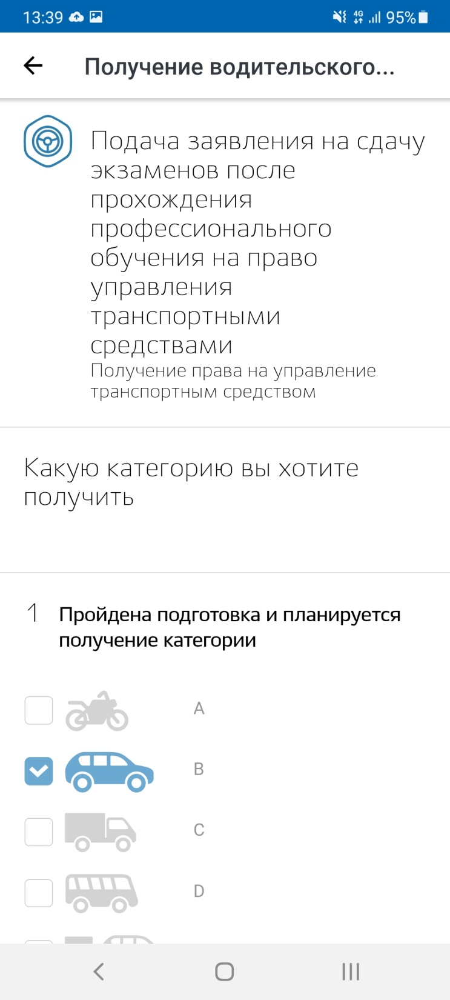 13:39 4G 95%
Получение водительского...
Подача заявления на сдачу
экзаменов после
прохождения
профессионального
обучения на право
управления
транспортными
средствами
Получение права на управление
транспортным средством
Какую категорию вы хотите
получить
1 Пройдена подготовка и планируется
получение категории
A
B
C
D